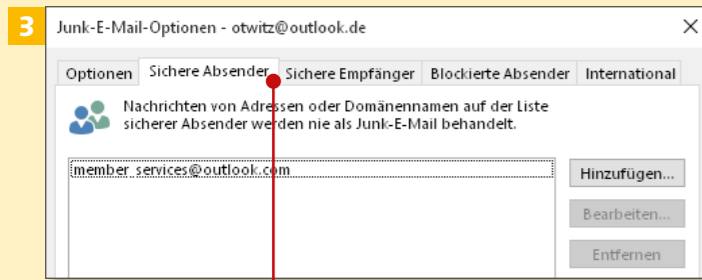 3
Junk-E-Mail-Optionen - otwitz@outlook.de
Optionen Sichere Absender Sichere Empfänger Blockierte Absender International
Nachrichten von Adressen oder Domänennamen auf der Liste
sicherer Absender werden nie als Junk-E-Mail behandelt.
member_services@outlook.com
Hinzufügen...
Bearbeiten...
Entfernen